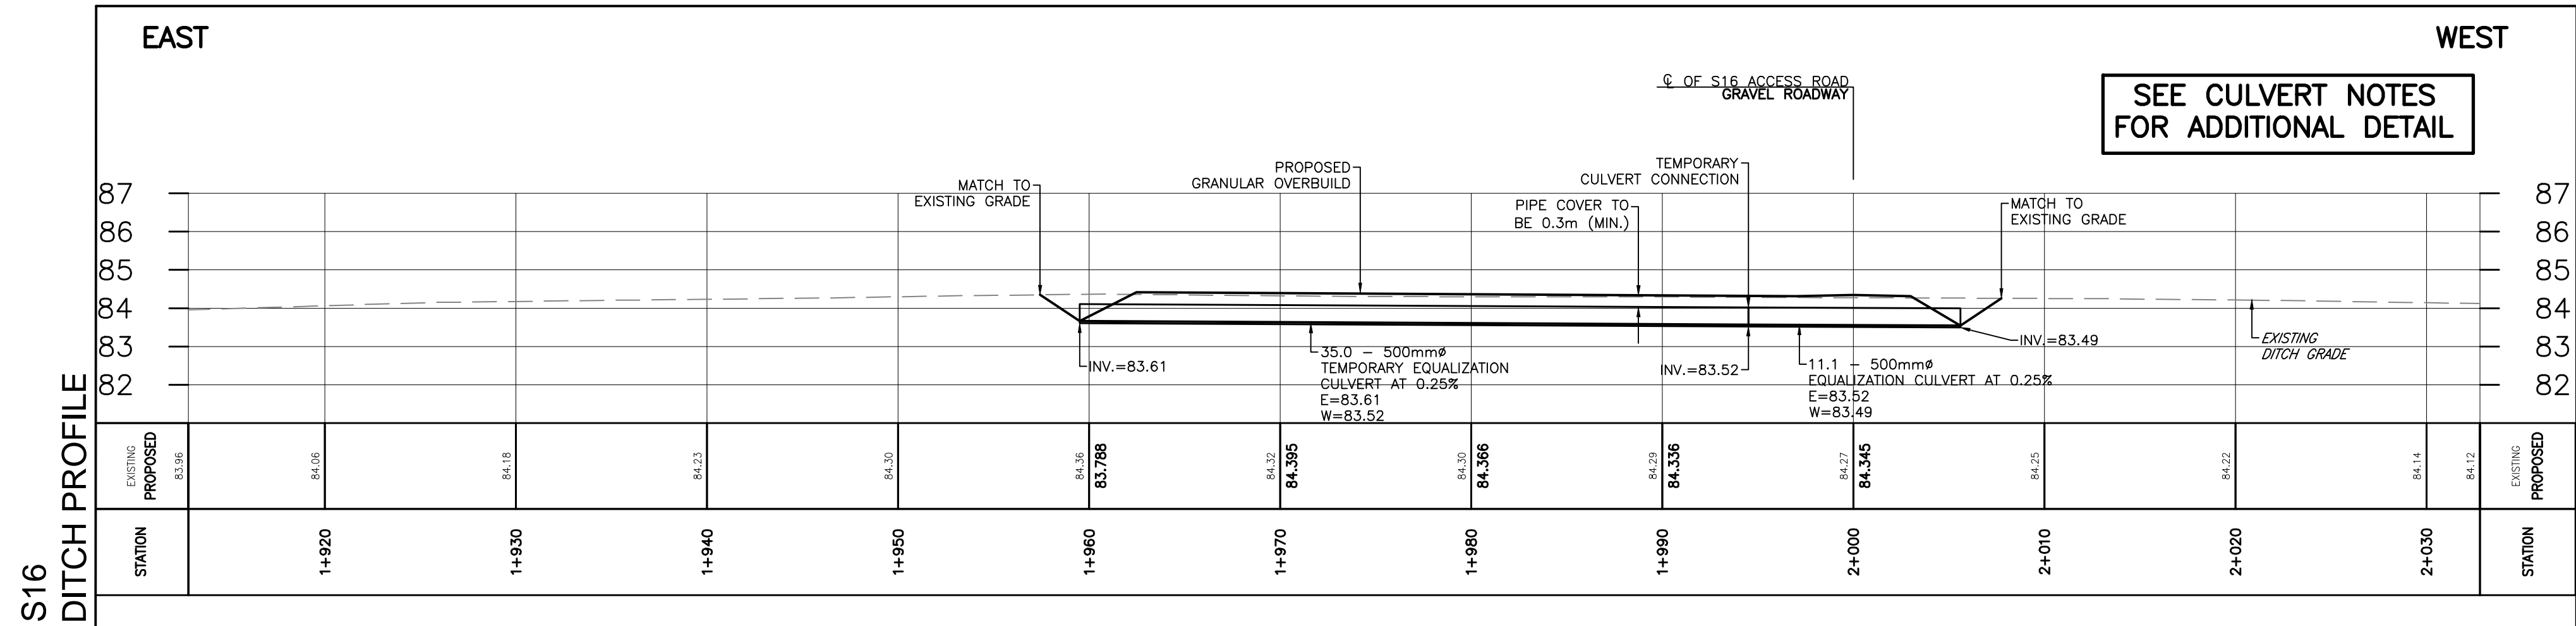 EAST
WEST
℄ OF S16 ACCESS ROAD
GRAVEL ROADWAY
SEE CULVERT NOTES
FOR ADDITIONAL DETAIL
MATCH TO
EXISTING GRADE
PROPOSED
GRANULAR OVERBUILD
TEMPORARY
CULVERT CONNECTION
PIPE COVER TO
BE 0.3m (MIN.)
MATCH TO
EXISTING GRADE
87
86
85
84
83
82
87
86
85
84
83
82
INV.=83.61
35.0 - 500mmø
TEMPORARY EQUALIZATION
CULVERT AT 0.25%
E=83.61
W=83.52
INV.=83.52
11.1 - 500mmø
EQUALIZATION CULVERT AT 0.25%
E=83.52
W=83.49
INV.=83.49
EXISTING
DITCH GRADE
S16
DITCH PROFILE
EXISTING
PROPOSED
83.96
84.06
84.18
84.23
84.30
84.36
83.788
84.32
84.395
84.30
84.366
84.29
84.336
84.27
84.345
84.25
84.22
84.14
84.12
EXISTING
PROPOSED
STATION
1+920
1+930
1+940
1+950
1+960
1+970
1+980
1+990
2+000
2+010
2+020
2+030
STATION